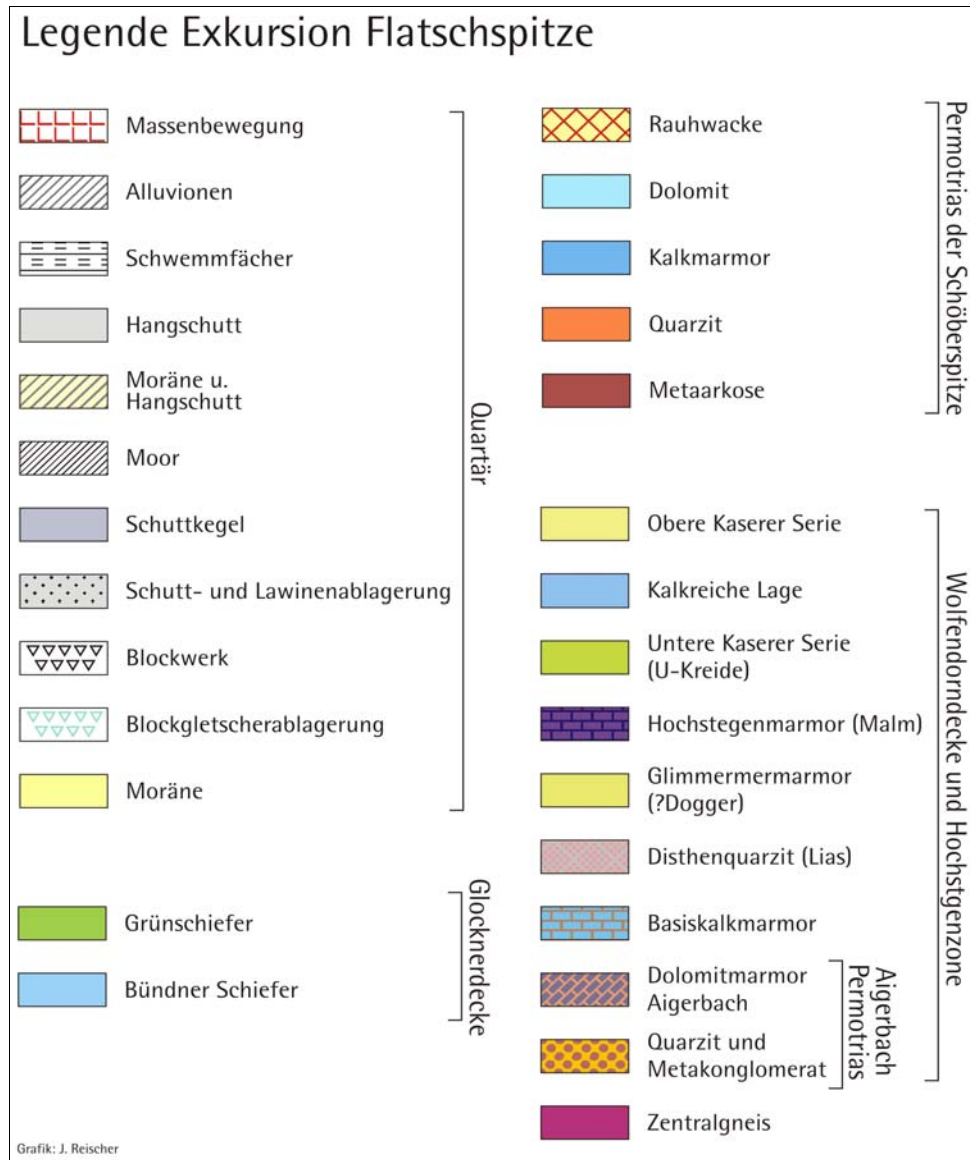 Legende Exkursion Flatschspitze
Massenbewegung
Alluvionen
Schwemmfächer
Hangschutt
Moräne u.
Hangschutt
Moor
Schuttkegel
Schutt- und Lawinenablagerung
Blockwerk
Blockgletscherablagerung
Moräne
Quartär
Grünschiefer
Bündner Schiefer
Glocknerdecke
Rauhwacke
Dolomit
Kalkmarmor
Quarzit
Metaarkose
Permotrias der Schöberspitze
Obere Kaserer Serie
Kalkreiche Lage
Untere Kaserer Serie
(U-Kreide)
Hochstegenmarmor (Malm)
Glimmermermarmor
(?Dogger)
Disthenquarzit (Lias)
Basiskalkmarmor
Dolomitmarmor
Aigerbach
Quarzit und
Metakonglomerat
Aigerbach
Permotrias
Wolfendorndecke und Hochstgenzone
Zentralgneis
Grafik: J. Reischer